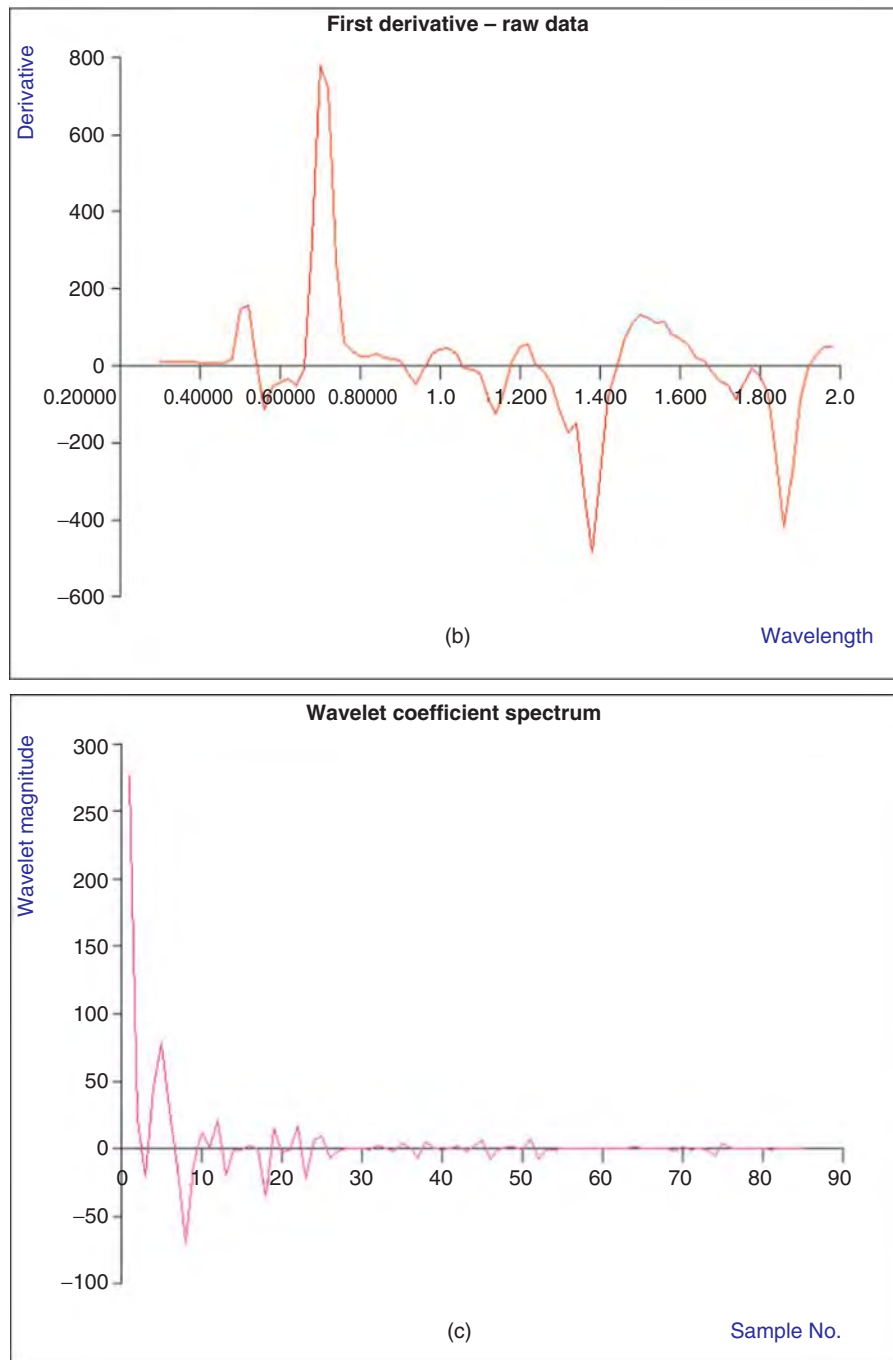 First derivative – raw data
Derivative
800
600
400
200
0
0.20000 0.40000 0.60000 0.80000 1.0 1.200 1.400 1.600 1.800 2.0
–200
–400
–600
(b)
Wavelength
Wavelet coefficient spectrum
Wavelet magnitude
300
250
200
150
100
50
0
0 10 20 30 40 50 60 70 80 90
–50
–100
(c)
Sample No.